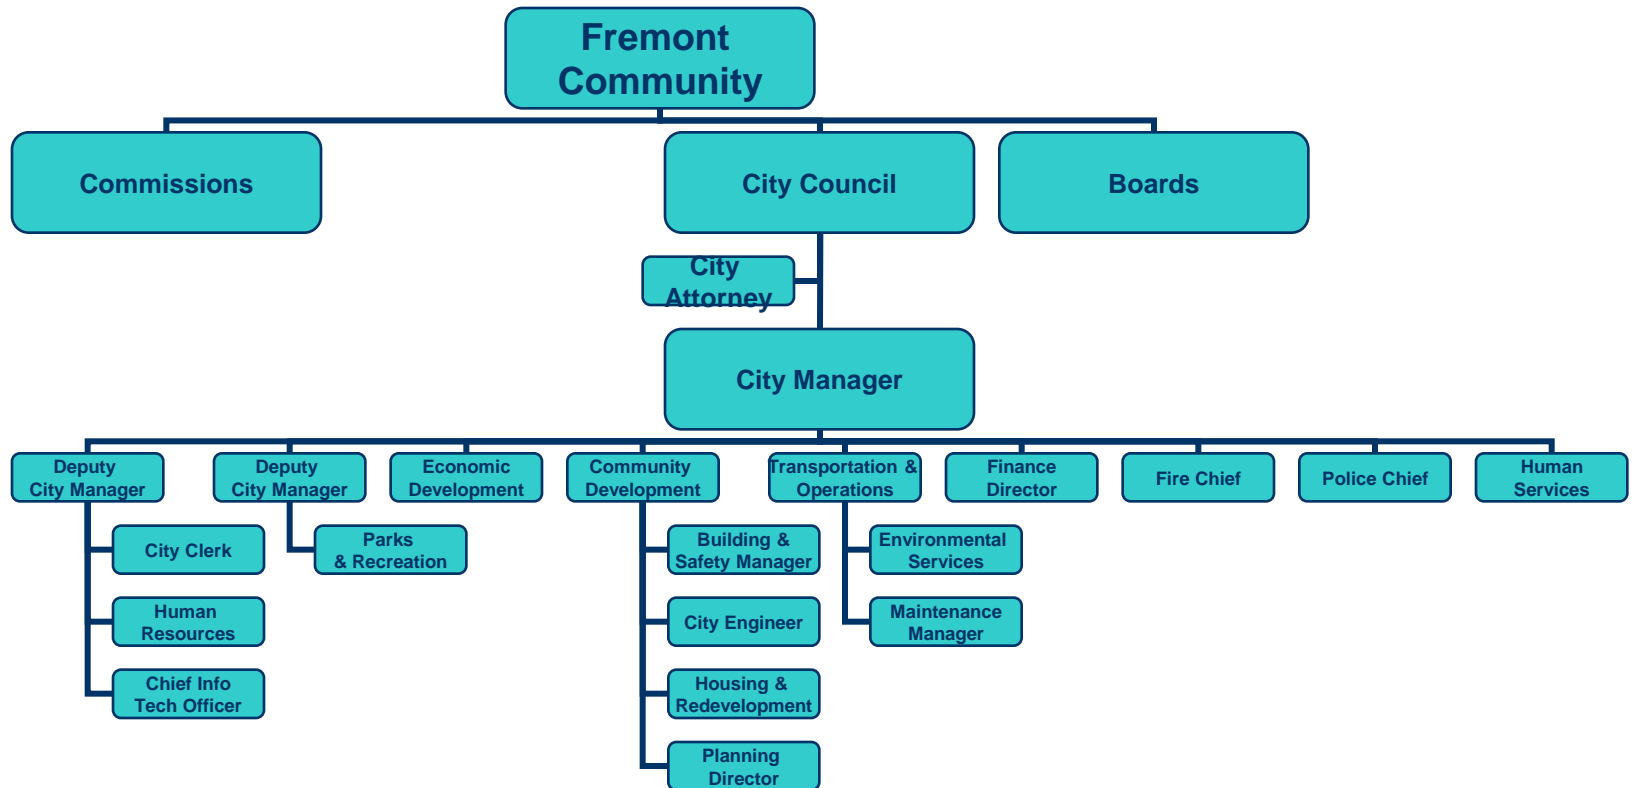 Fremont
Community
Commissions
City Council
Boards
City
Attorney
City Manager
Deputy
City Manager
Deputy
City Manager
Economic
Development
Community
Development
Transportation &
Operations
Finance
Director
Fire Chief
Police Chief
Human
Services
City Clerk
Human
Resources
Chief Info
Tech Officer
Parks
& Recreation
Building &
Safety Manager
City Engineer
Housing &
Redevelopment
Planning
Director
Environmental
Services
Maintenance
Manager